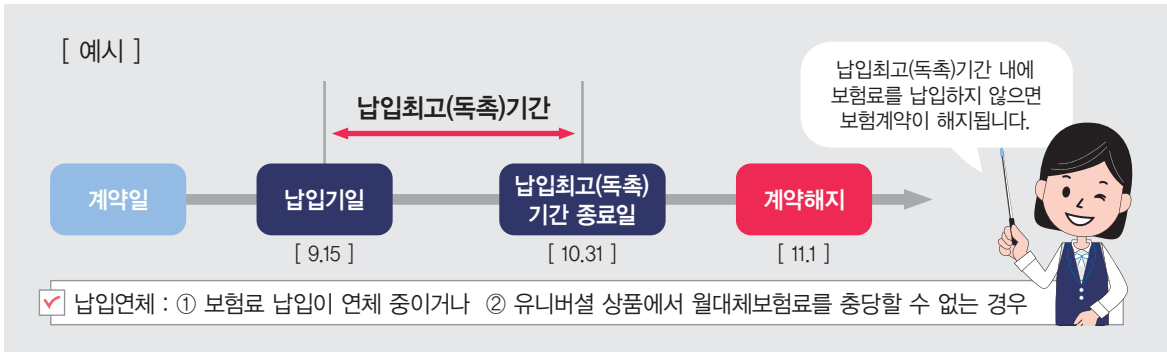 [ 예시 ]
납입최고(독촉)기간 내에
보험료를 납입하지 않으면
보험계약이 해지됩니다.
납입최고(독촉)기간
계약일
납입기일
납입최고(독촉)
기간 종료일
계약해지
[ 9.15 ]
[ 10.31 ]
[ 11.1 ]
납입연체 : ① 보험료 납입이 연체 중이거나 ② 유니버셜 상품에서 월대체보험료를 충당할 수 없는 경우